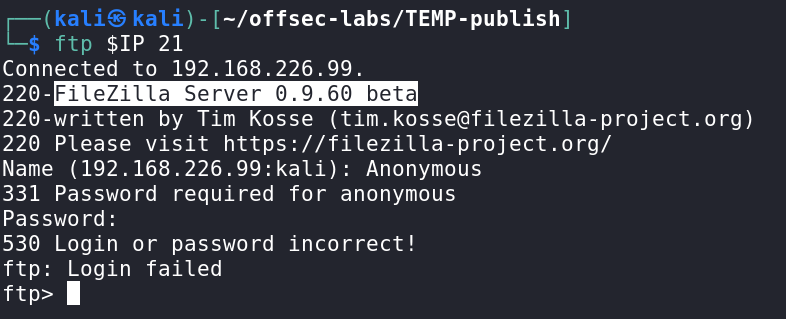 ┌──(kali㉿kali)-[~/offsec-labs/TEMP-publish]
└─$ ftp $IP 21
Connected to 192.168.226.99.
220-FileZilla Server 0.9.60 beta
220-written by Tim Kosse (tim.kosse@filezilla-project.org)
220 Please visit https://filezilla-project.org/
Name (192.168.226.99:kali): Anonymous
331 Password required for anonymous
Password:
530 Login or password incorrect!
ftp: Login failed
ftp>